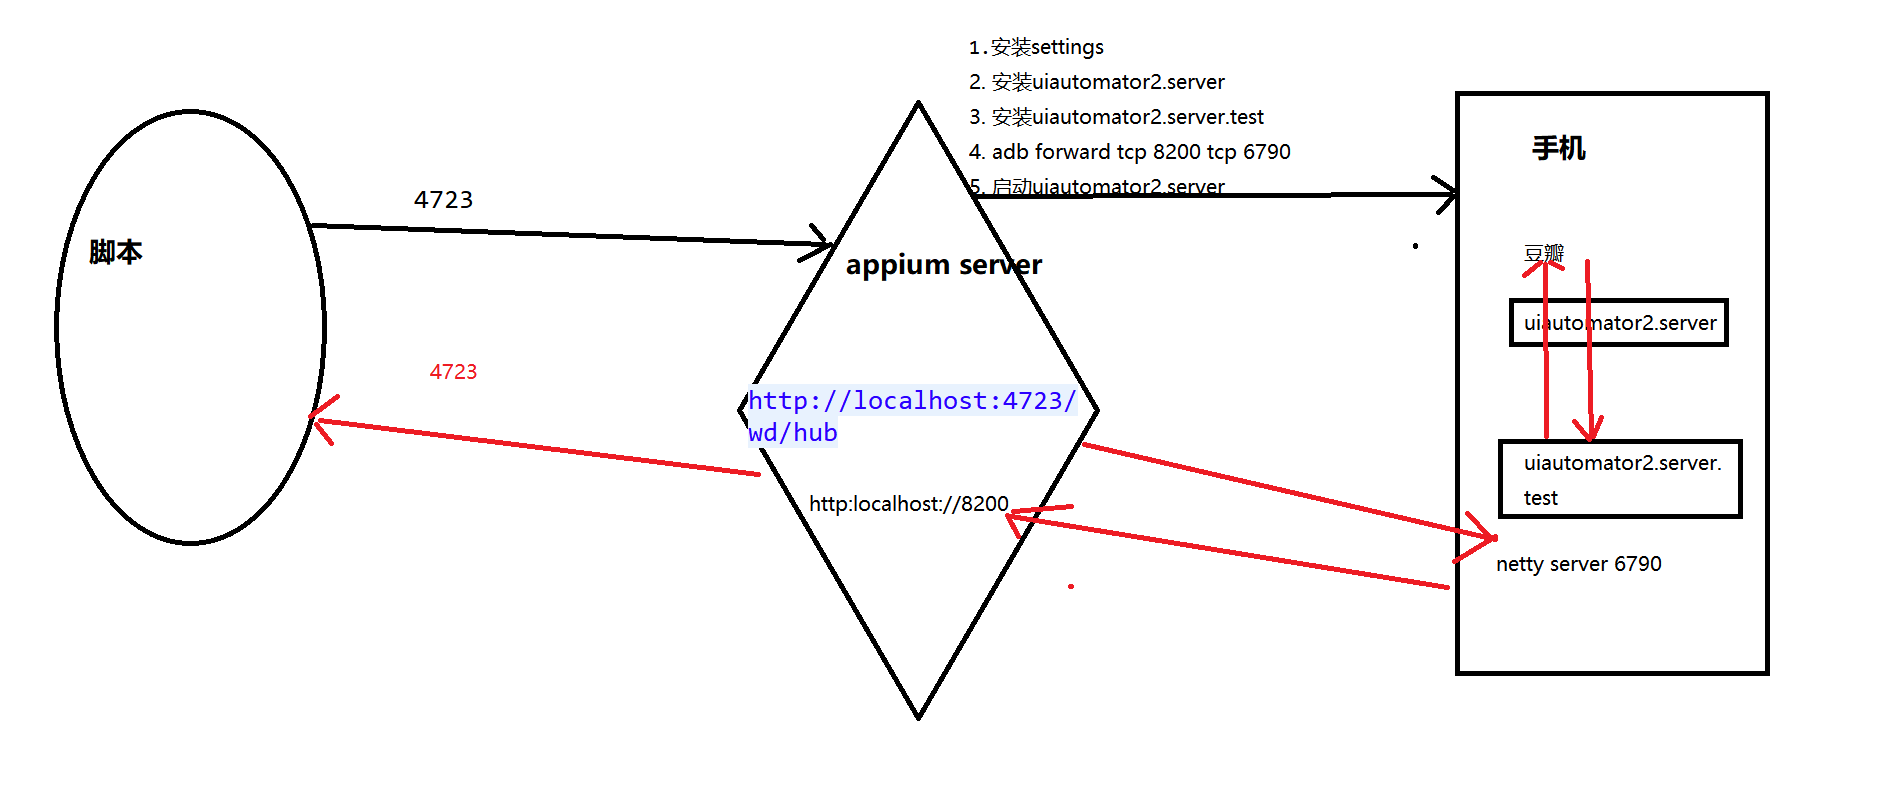 1.安装settings
2. 安装uiautomator2.server
3. 安装uiautomator2.server.test
4. adb forward tcp 8200 tcp 6790
5. 启动uiautomator2.server
脚本
4723
4723
appium server
http://localhost:4723/
wd/hub
http:localhost://8200
手机
豆瓣
uiautomator2.server
uiautomator2.server.
test
netty server 6790